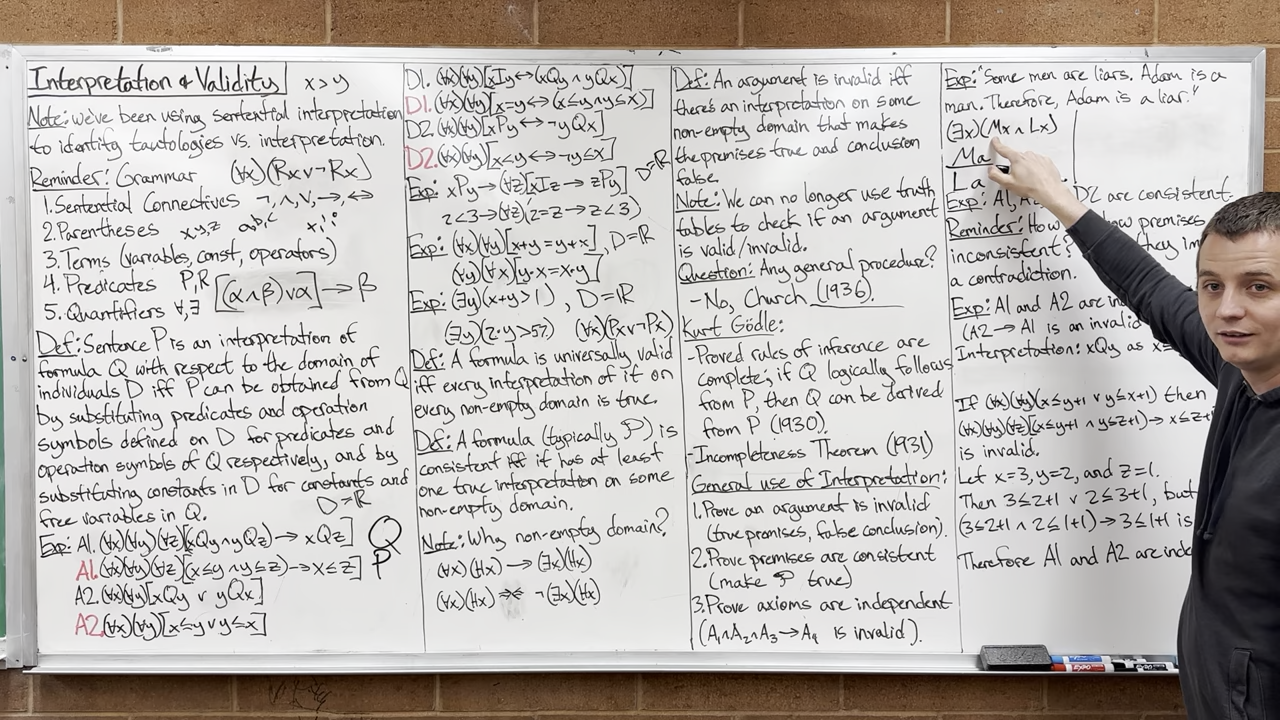 Interpretation & Validity
x>y
Note: we've been using sentential interpretation
to identify tautologies vs. interpretation.
Reminder: Grammar (∀x)(Rx∨¬Rx)
1. Sentential Connectives ¬,∧,∨,→,↔
2. Parentheses x,y,z a,b,c
3. Terms (variables, const, operators)
4. Predicates P,R [(α∧β)∨α]→β
5. Quantifiers ∀,∃
Def: Sentence P is an interpretation of
formula Q with respect to the domain of
individuals D iff P can be obtained from Q
by substituting predicates and operation
symbols defined on D for predicates and
operation symbols of Q respectively, and by
substituting constants in D for constants and
free variables in Q. D=ℝ
Exp: A1. (∀x)(∀y)(∀z)[(xQy∧yQz)→xQz] Q
A1. (∀x)(∀y)(∀z)[(x≤y∧y≤z)→x≤z] P
A2. (∀x)(∀y)[xQy∨yQx]
A2. (∀x)(∀y)[x≤y∨y≤x]
D1. (∀x)(∀y)[xIy↔(xQy∧yQx)]
D1. (∀x)(∀y)[x=y↔(x≤y∧y≤x)]
D2. (∀x)(∀y)[xPy↔¬yQx]
D2. (∀x)(∀y)[x<y↔¬y≤x]
D=ℝ
Exp: xPy→(∀z)[xIz→zPy]
2<3→(∀z)(2=z→z<3)
Exp: (∀x)(∀y)[x+y=y+x], D=ℝ
(∀y)(∀x)[y·x=x·y]
Exp: (∃y)(x+y>1), D=ℝ
(∃y)(2·y>57) (∀x)(Px∨¬Px)
Def: A formula is universally valid
iff every interpretation of it on
every non-empty domain is true.
Def: A formula (typically P) is
consistent iff it has at least
one true interpretation on some
non-empty domain.
Note: Why non-empty domain?
(∀x)(Hx)→(∃x)(Hx)
(∀x)(Hx) ¬(∃x)(Hx)
Def: An argument is invalid iff
there's an interpretation on some
non-empty domain that makes
the premises true and conclusion
false.
Note: We can no longer use truth
tables to check if an argument
is valid/invalid.
Question: Any general procedure?
-No, Church (1936).
Kurt Gödle:
-Proved rules of inference are
complete; if Q logically follows
from P, then Q can be derived
from P (1930).
-Incompleteness Theorem (1931)
General use of Interpretation:
1. Prove an argument is invalid
(true premises, false conclusion).
2. Prove premises are consistent
(make P true)
3. Prove axioms are independent
(A₁∧A₂∧A₃→A₄ is invalid).
Exp: "Some men are liars. Adam is a
man. Therefore, Adam is a liar."
(∃x)(Mx∧Lx)
Ma
La
Exp: A1, D2 are consistent.
Reminder: How premises
inconsistent? they
a contradiction.
Exp: A1 and A2 are
(A2→A1 is an invalid
Interpretation: xQy as
If (∀x)(∀y)(x≤y+1∨y≤x+1) then
(∀x)(∀y)(∀z)[(x≤y+1∧y≤z+1)→x≤z+
is invalid.
Let x=3, y=2, and z=1.
Then 3≤2+1∨2≤3+1, but
(3≤2+1∧2≤1+1)→3≤1+1 is
Therefore A1 and A2 are